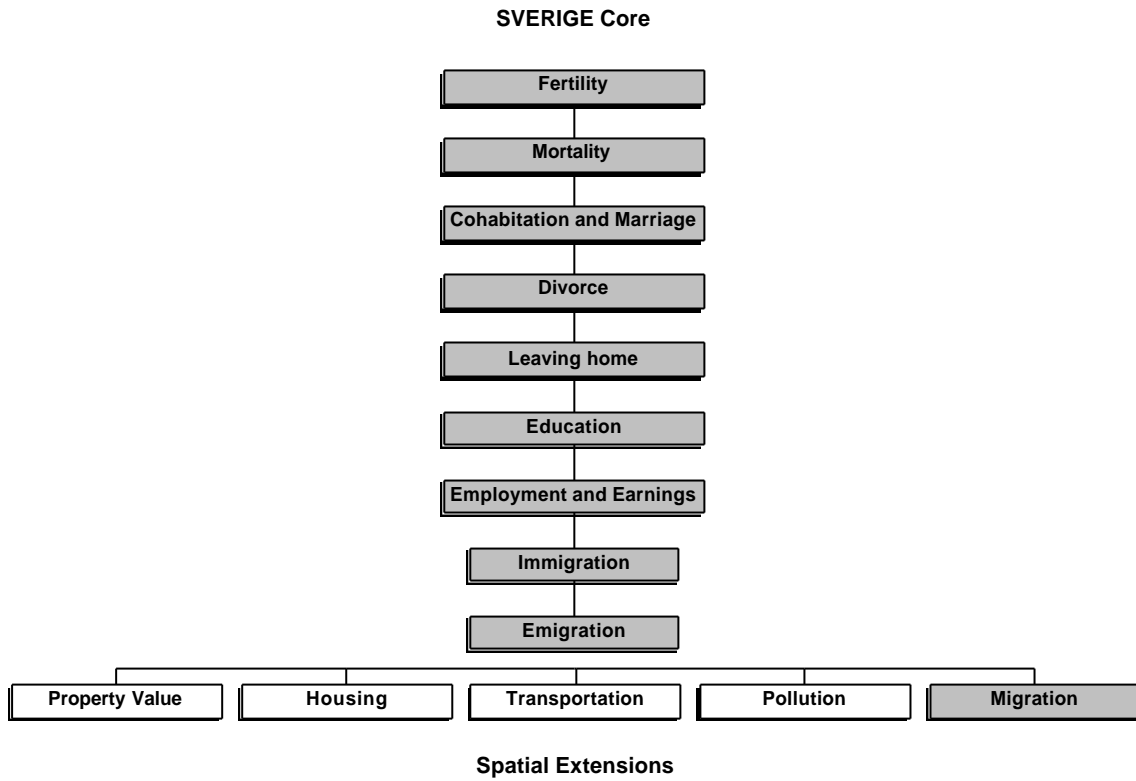 SVERIGE Core
Fertility
Mortality
Cohabitation and Marriage
Divorce
Leaving home
Education
Employment and Earnings
Immigration
Emigration
Property Value
Housing
Transportation
Pollution
Migration
Spatial Extensions